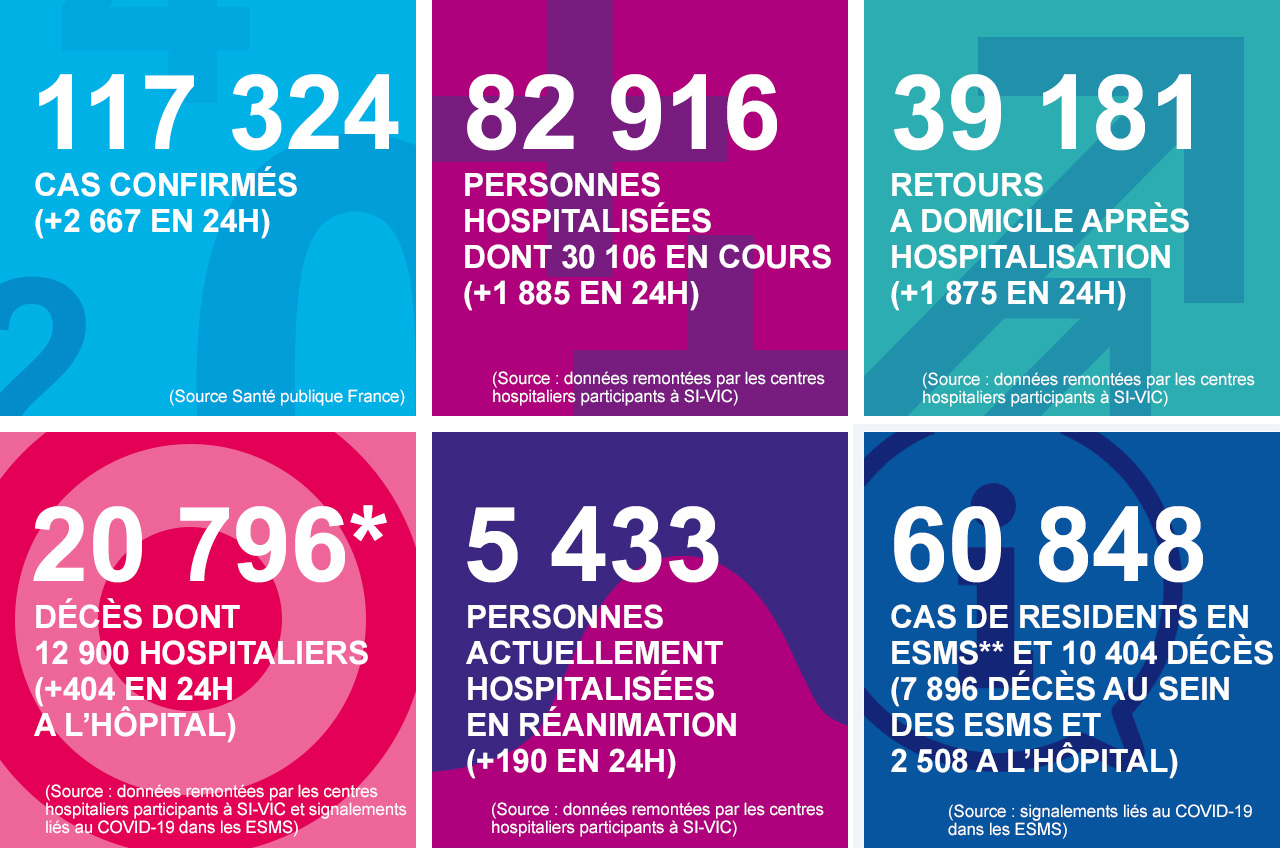 117 324
CAS CONFIRMÉS
(+2 667 EN 24H)
(Source Santé publique France)
82 916
PERSONNES
HOSPITALISÉES
DONT 30 106 EN COURS
(+1 885 EN 24H)
(Source : données remontées par les centres
hospitaliers participants à SI-VIC)
39 181
RETOURS
A DOMICILE APRÈS
HOSPITALISATION
(+1 875 EN 24H)
(Source : données remontées par les centres
hospitaliers participants à SI-VIC)
20 796*
DÉCÈS DONT
12 900 HOSPITALIERS
(+404 EN 24H
A L'HÔPITAL)
(Source : données remontées par les centres
hospitaliers participants à SI-VIC et signalements
liés au COVID-19 dans les ESMS)
5 433
PERSONNES
ACTUELLEMENT
HOSPITALISÉES
EN RÉANIMATION
(+190 EN 24H)
(Source : données remontées par les centres
hospitaliers participants à SI-VIC)
60 848
CAS DE RESIDENTS EN
ESMS** ET 10 404 DÉCÈS
(7 896 DÉCÈS AU SEIN
DES ESMS ET
2 508 A L'HÔPITAL)
(Source : signalements liés au COVID-19
dans les ESMS)